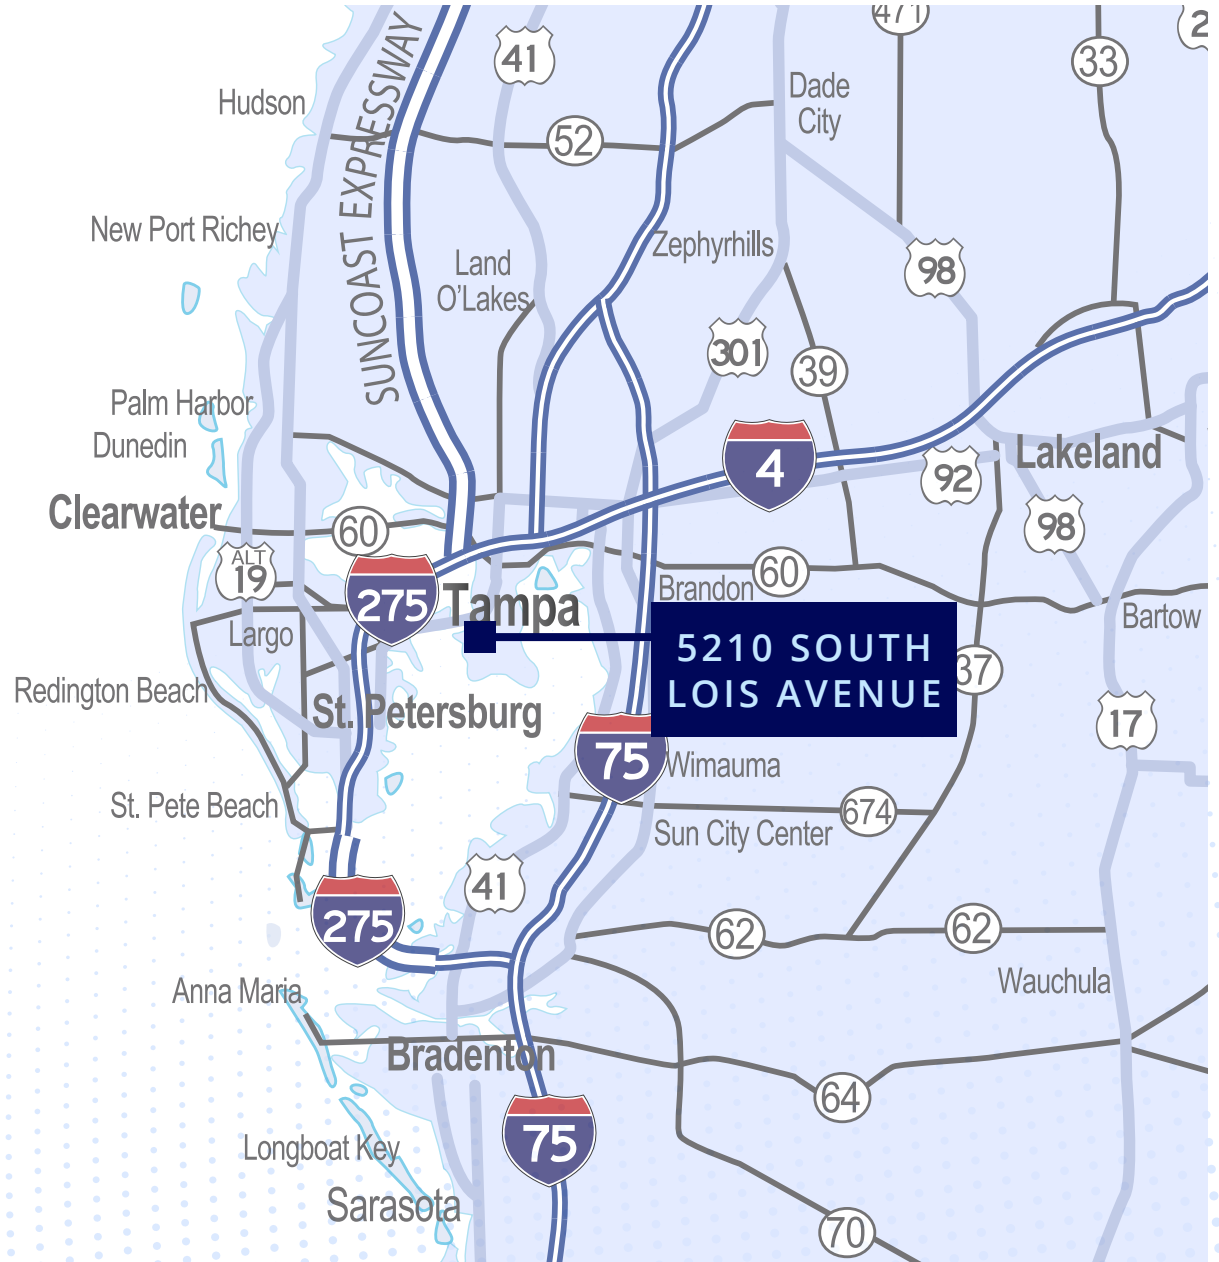 471
2
41
33
Dade
City
Hudson
52
SUNCOAST EXPRESSWAY
New Port Richey
Zephyrhills
Land
O'Lakes
98
301
39
Palm Harbor
Dunedin
4
Lakeland
92
Clearwater
60
98
ALT
19
275
Tampa
Brandon
60
Bartow
Largo
5210 SOUTH
LOIS AVENUE
37
Redington Beach
St. Petersburg
17
75
Wimauma
St. Pete Beach
674
Sun City Center
41
275
62
62
Anna Maria
Wauchula
Bradenton
64
75
Longboat Key
Sarasota
70